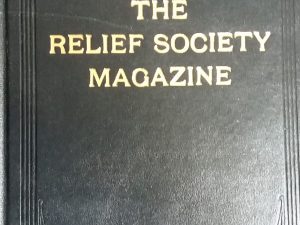 THE
RELIEF SOCIETY
MAGAZINE